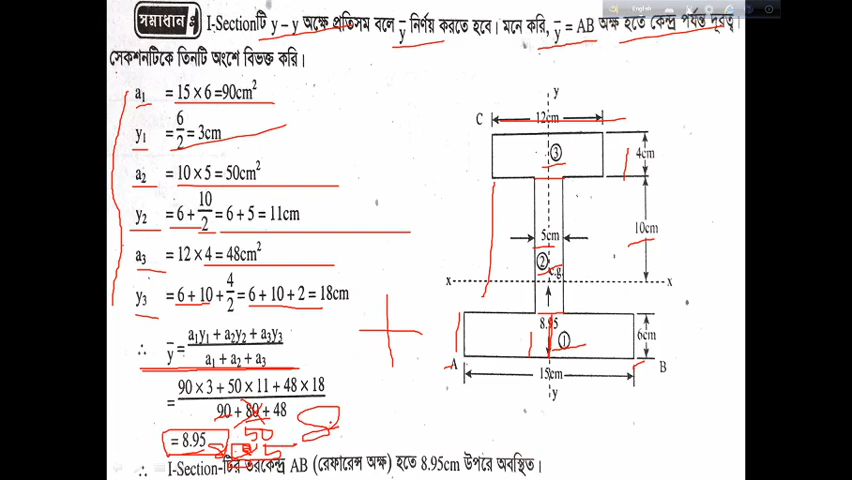 English
সমাধান ঃ I-Sectionটি y – y অক্ষে প্রতিসম বলে y̅ নির্ণয় করতে হবে। মনে করি, y̅ = AB অক্ষ হতে কেন্দ্র পর্যন্ত দূরত্ব
সেকশনটিকে তিনটি অংশে বিভক্ত করি।
a₁ = 15 × 6 =90cm²
y₁ = 6/2 = 3cm
a₂ = 10 × 5 = 50cm²
y₂ = 6 + 10/2 = 6 + 5 = 11cm
a₃ = 12 × 4 = 48cm²
y₃ = 6 + 10 + 4/2 = 6 + 10 + 2 = 18cm
∴ y̅ = (a₁y₁ + a₂y₂ + a₃y₃)/(a₁ + a₂ + a₃)
= (90 × 3 + 50 × 11 + 48 × 18)/(90 + 80 + 48)
50
= 8.95
∴ I-Section-টির ভরকেন্দ্র AB (রেফারেন্স অক্ষ) হতে 8.95cm উপরে অবস্থিত।
y
C 12cm
③ 4cm
10cm
5cm
② c.g.
x x
8.95
① 6cm
A B
15cm
y